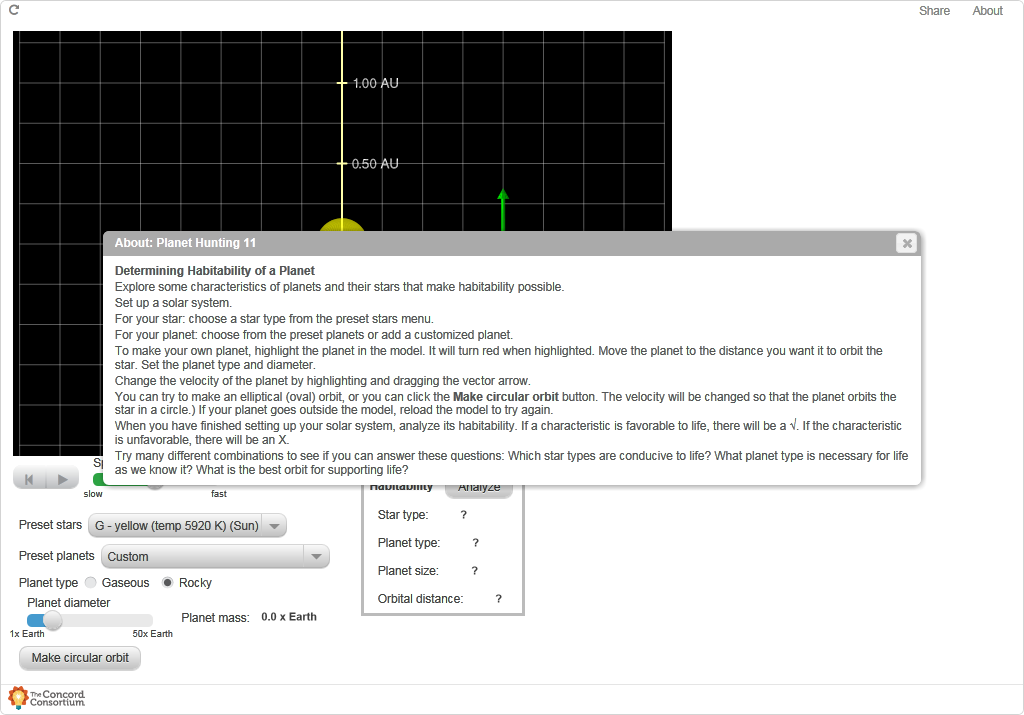 Share About
1.00 AU
0.50 AU
About: Planet Hunting 11
Determining Habitability of a Planet
Explore some characteristics of planets and their stars that make habitability possible.
Set up a solar system.
For your star: choose a star type from the preset stars menu.
For your planet: choose from the preset planets or add a customized planet.
To make your own planet, highlight the planet in the model. It will turn red when highlighted. Move the planet to the distance you want it to orbit the
star. Set the planet type and diameter.
Change the velocity of the planet by highlighting and dragging the vector arrow.
You can try to make an elliptical (oval) orbit, or you can click the Make circular orbit button. The velocity will be changed so that the planet orbits the
star in a circle.) If your planet goes outside the model, reload the model to try again.
When you have finished setting up your solar system, analyze its habitability. If a characteristic is favorable to life, there will be a √. If the characteristic
is unfavorable, there will be an X.
Try many different combinations to see if you can answer these questions: Which star types are conducive to life? What planet type is necessary for life
as we know it? What is the best orbit for supporting life?
Sp
slow fast
Habitability Analyze
Star type: ?
Planet type: ?
Planet size: ?
Orbital distance: ?
Preset stars G - yellow (temp 5920 K) (Sun)
Preset planets Custom
Planet type Gaseous Rocky
Planet diameter
1x Earth 50x Earth
Planet mass: 0.0 x Earth
Make circular orbit
The Concord
Consortium